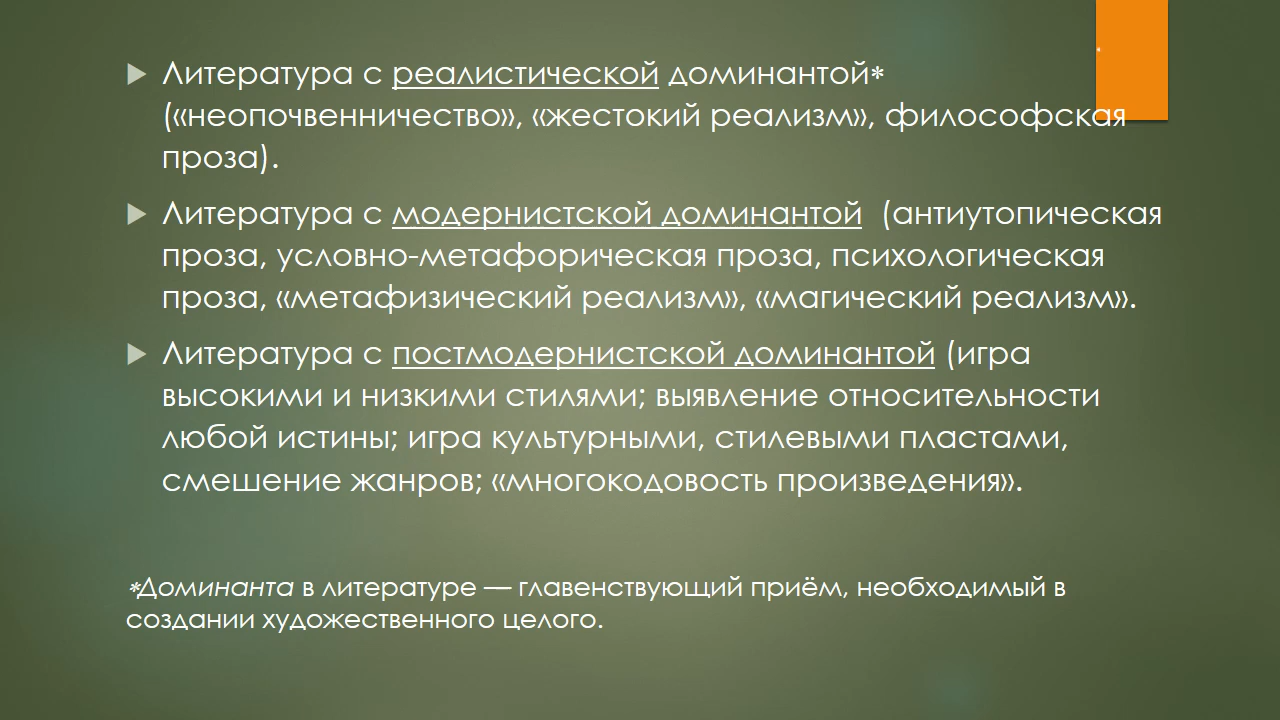 Литература с реалистической доминантой*
(«неопочвенничество», «жестокий реализм», философская
проза).
Литература с модернистской доминантой (антиутопическая
проза, условно-метафорическая проза, психологическая
проза, «метафизический реализм», «магический реализм».
Литература с постмодернистской доминантой (игра
высокими и низкими стилями; выявление относительности
любой истины; игра культурными, стилевыми пластами,
смешение жанров; «многокодовость произведения».
*Доминанта в литературе — главенствующий приём, необходимый в
создании художественного целого.